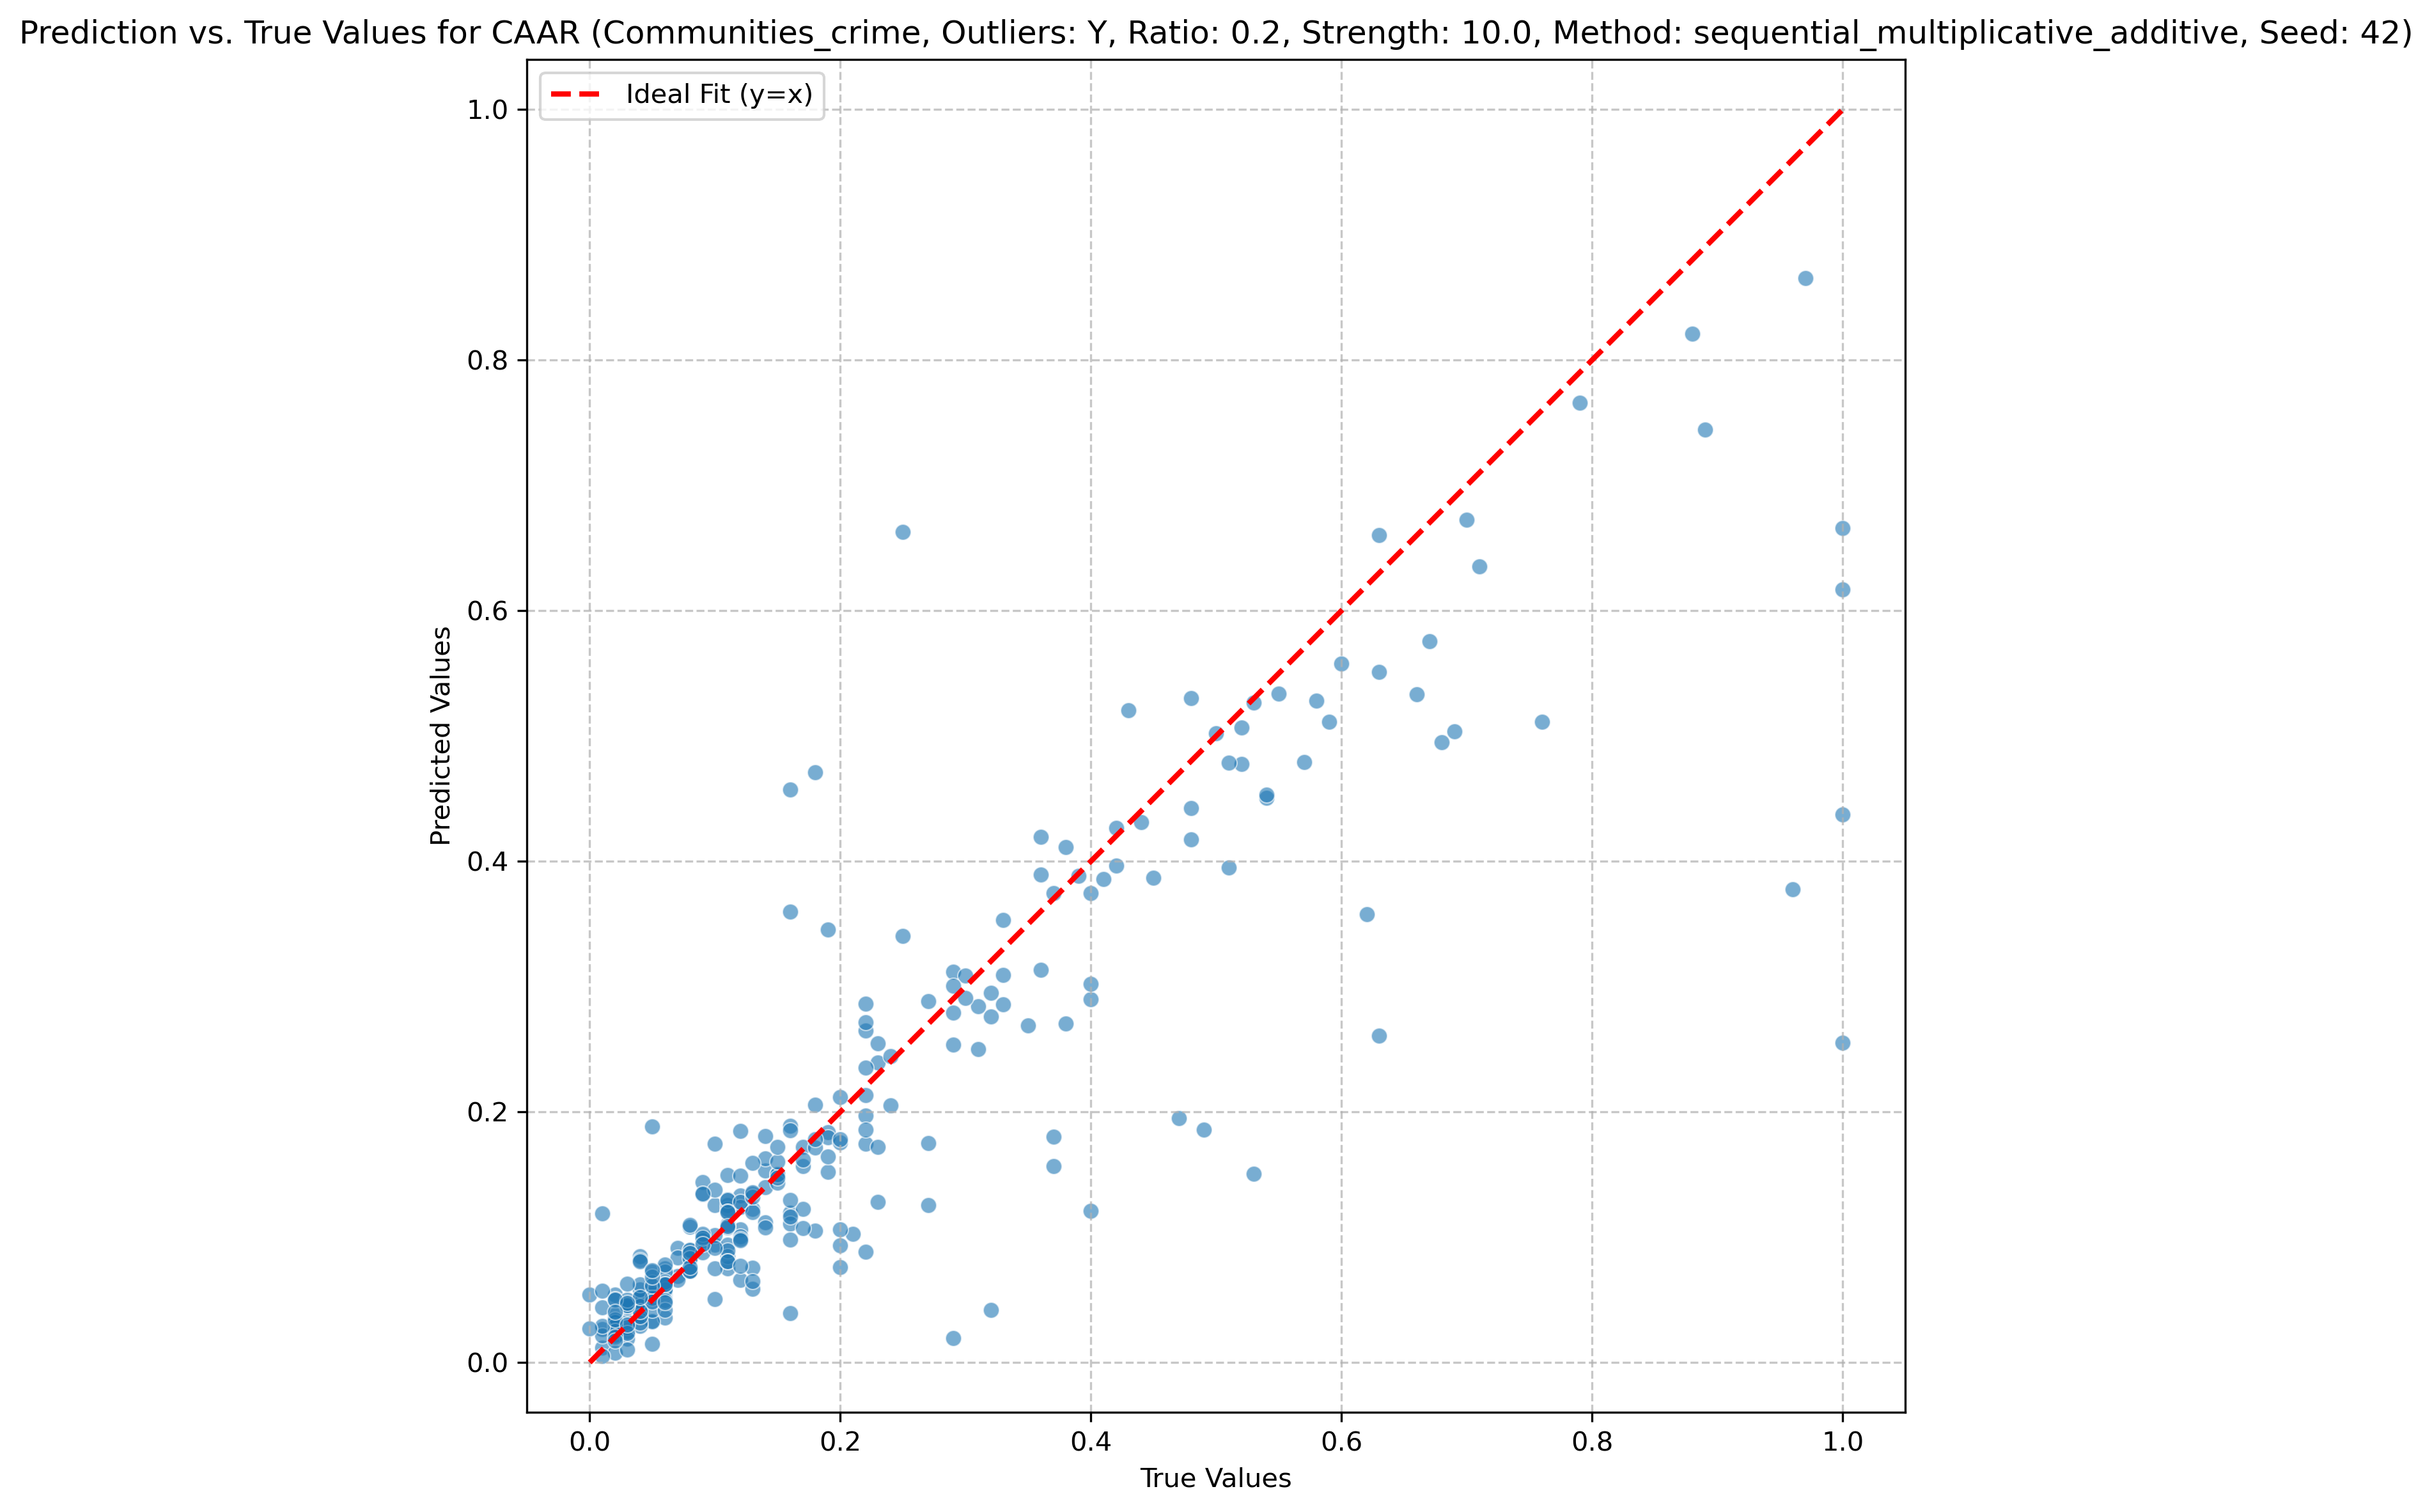 Prediction vs. True Values for CAAR (Communities_crime, Outliers: Y, Ratio: 0.2, Strength: 10.0, Method: sequential_multiplicative_additive, Seed: 42)
Ideal Fit (y=x)
1.0
0.8
0.6
0.4
0.2
0.0
Predicted Values
0.0 0.2 0.4 0.6 0.8 1.0
True Values